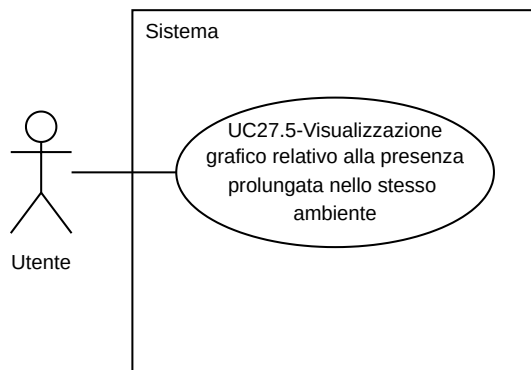 Sistema
UC27.5-Visualizzazione
grafico relativo alla presenza
prolungata nello stesso
ambiente
Utente